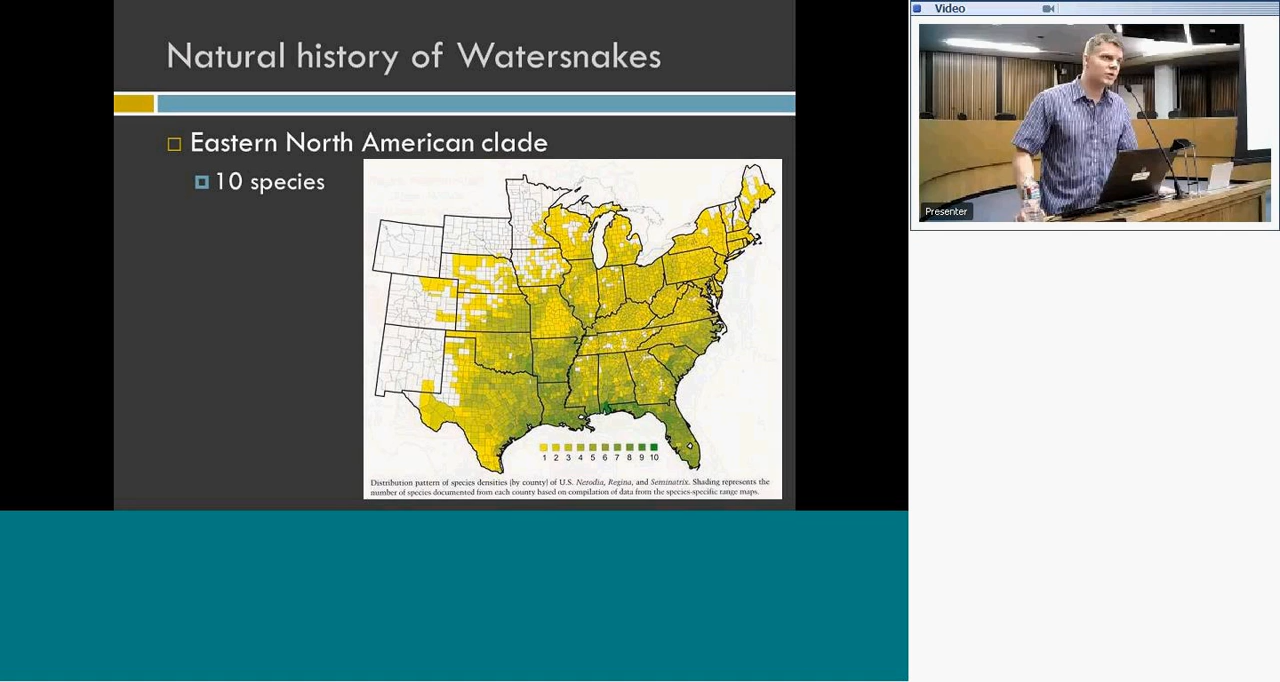 Natural history of Watersnakes
Eastern North American clade
10 species
1 2 3 4 5 6 7 8 9 10
Distribution pattern of species densities (by county) of U.S. Nerodia, Regina, and Seminatrix. Shading represents the
number of species documented from each county based on compilation of data from the species-specific range maps.
Video
Presenter